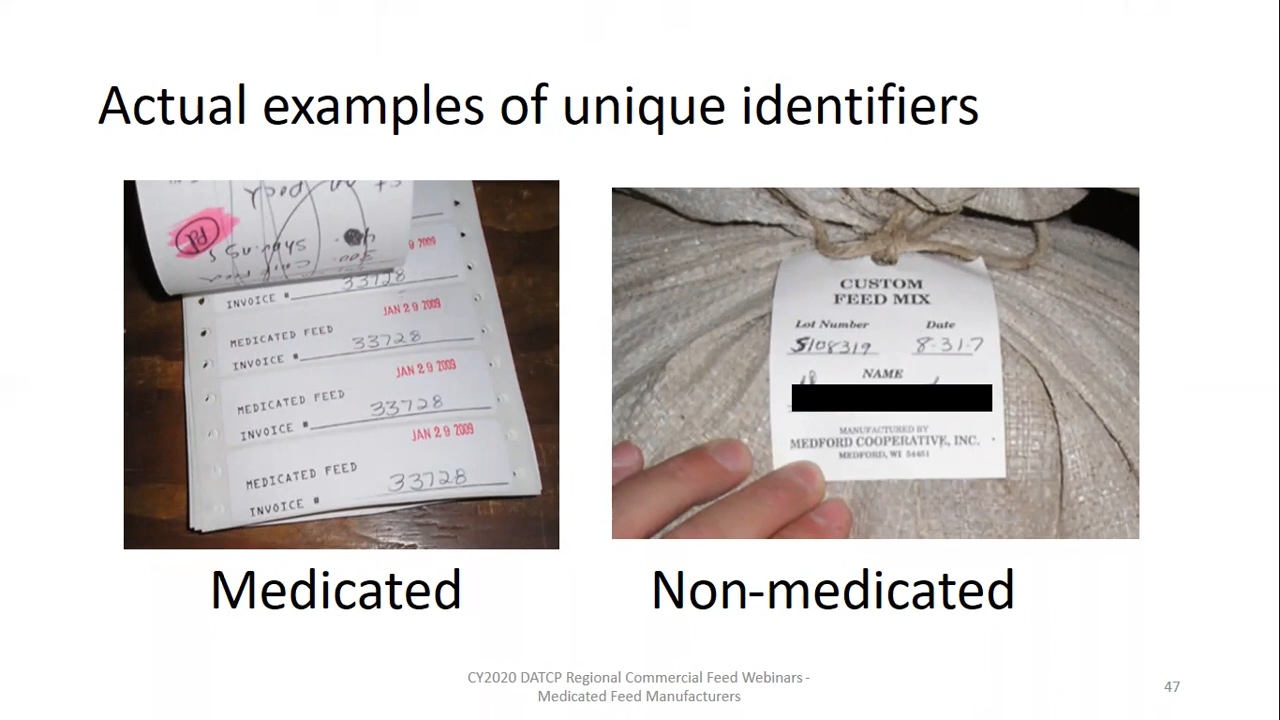 Actual examples of unique identifiers
9 2009
33728
INVOICE #
JAN 29 2009
MEDICATED FEED
33728
INVOICE #
JAN 29 2009
MEDICATED FEED
33728
INVOICE #
JAN 29 2009
MEDICATED FEED
33728
INVOICE #
Pd
CUSTOM
FEED MIX
Lot Number Date
5108319 8-31-7
NAME
MANUFACTURED BY
MEDFORD COOPERATIVE, INC.
MEDFORD, WI 54451
Medicated Non-medicated
CY2020 DATCP Regional Commercial Feed Webinars -
Medicated Feed Manufacturers
47